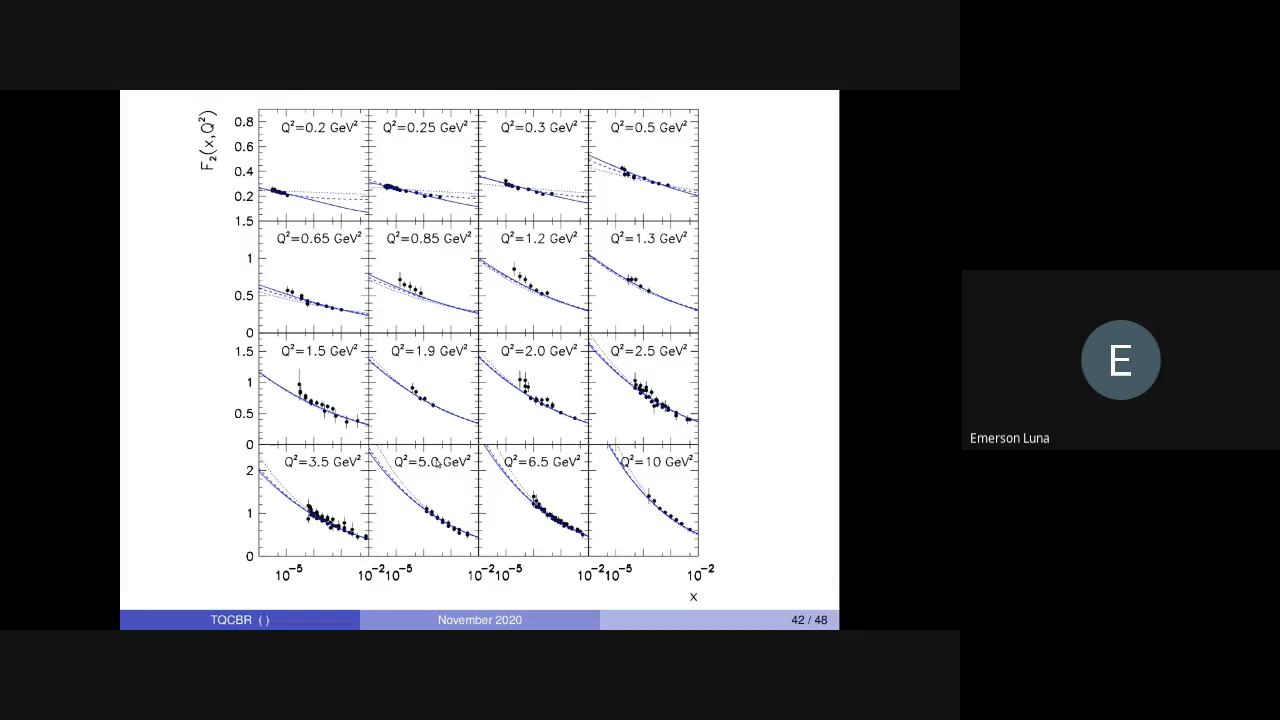 F₂(x,Q²)
Q²=0.2 GeV² Q²=0.25 GeV² Q²=0.3 GeV² Q²=0.5 GeV²
0.8
0.6
0.4
0.2
1.5
Q²=0.65 GeV² Q²=0.85 GeV² Q²=1.2 GeV² Q²=1.3 GeV²
1
0.5
0
Q²=1.5 GeV² Q²=1.9 GeV² Q²=2.0 GeV² Q²=2.5 GeV²
1.5
1
0.5
0
Q²=3.5 GeV² Q²=5.0 GeV² Q²=6.5 GeV² Q²=10 GeV²
2
1
0
10⁻⁵ 10⁻² 10⁻⁵ 10⁻² 10⁻⁵ 10⁻² 10⁻⁵ 10⁻²
x
TQCBR ( ) November 2020 42 / 48
E
Emerson Luna